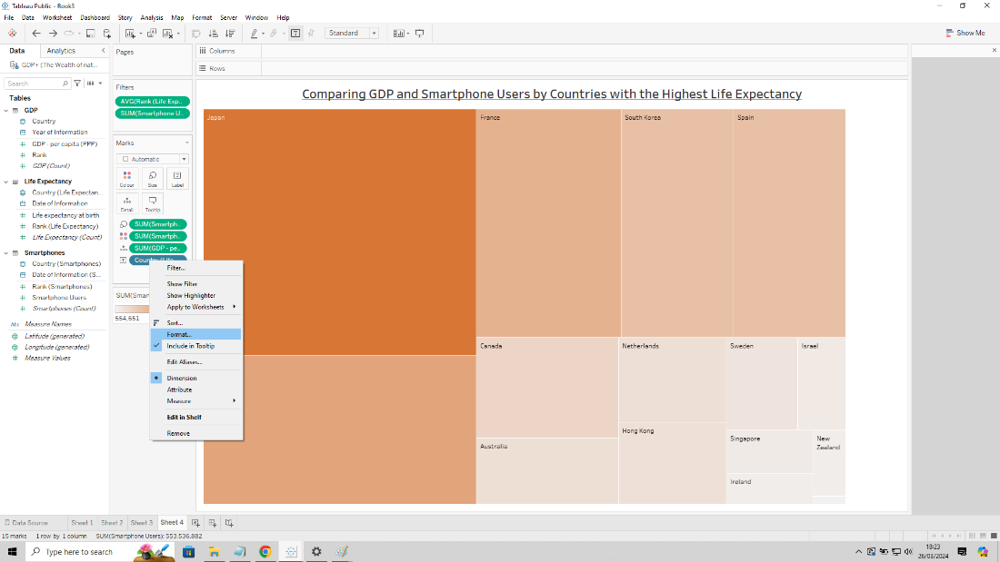 Tableau Public - Book3
File Data Worksheet Dashboard Story Analysis Map Format Server Window Help
Standard
Show Me
Data Analytics
GDP+ (The Wealth of nat...
Search
Tables
GDP
Country
Year of Information
GDP - per capita (PPP)
Rank
GDP (Count)
Life Expectancy
Country (Life Expectan...
Date of Information
Life expectancy at birth
Rank (Life Expectancy)
Life Expectancy (Count)
Smartphones
Country (Smartphones)
Date of Information (S...
Rank (Smartphones)
Smartphone Users
Smartphones (Count)
Abc Measure Names
Latitude (generated)
Longitude (generated)
Measure Values
Pages
Filters
AVG(Rank (Life Exp..
SUM(Smartphone U..
Marks
Automatic
Colour Size Label
Detail Tooltip
SUM(Smartph..
SUM(Smartph..
SUM(GDP - pe..
Country (Life
SUM(Smar
554,651
Filter...
Show Filter
Show Highlighter
Apply to Worksheets
Sort...
Format...
Include in Tooltip
Edit Aliases...
Dimension
Attribute
Measure
Edit in Shelf
Remove
Columns
Rows
Comparing GDP and Smartphone Users by Countries with the Highest Life Expectancy
Japan
France
South Korea
Spain
Canada
Netherlands
Sweden
Israel
Australia
Hong Kong
Singapore
New
Zealand
Ireland
Data Source Sheet 1 Sheet 2 Sheet 3 Sheet 4
15 marks 1 row by 1 column SUM(Smartphone Users): 553,536,882
Type here to search
18:23
26/03/2024